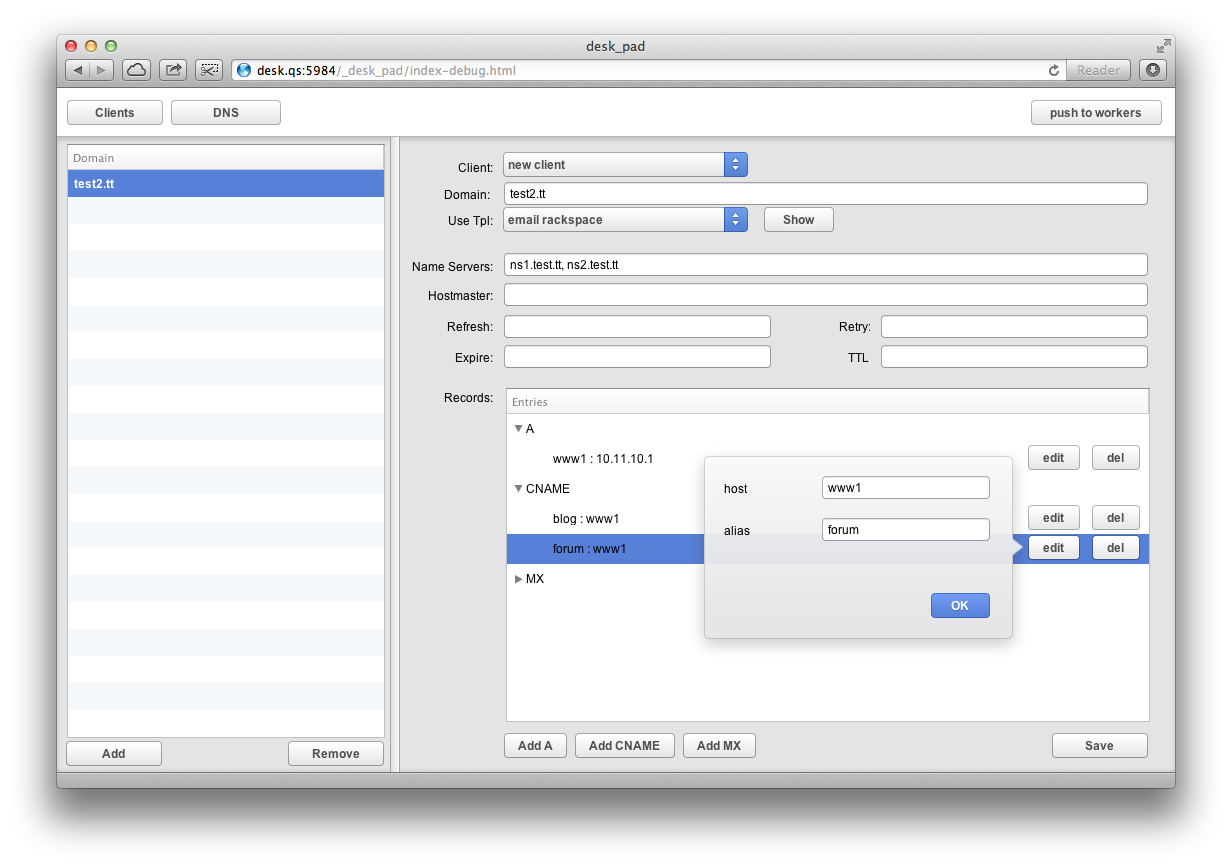 desk_pad
desk.qs:5984/_desk_pad/index-debug.html
Reader
Clients
DNS
push to workers
Domain
test2.tt
Add
Remove
Client: new client
Domain: test2.tt
Use Tpl: email rackspace Show
Name Servers: ns1.test.tt, ns2.test.tt
Hostmaster:
Refresh: Retry:
Expire: TTL
Records:
Entries
A
www1 : 10.11.10.1 edit del
CNAME
blog : www1 edit del
forum : www1 edit del
MX
host www1
alias forum
OK
Add A Add CNAME Add MX Save